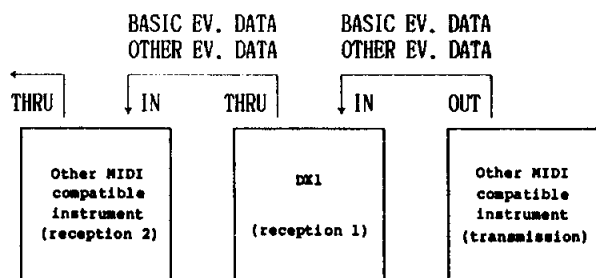 BASIC EV. DATA BASIC EV. DATA
OTHER EV. DATA OTHER EV. DATA
THRU IN THRU IN OUT
Other MIDI
compatible
instrument
(reception 2)
DX1
(reception 1)
Other MIDI
compatible
instrument
(transmission)